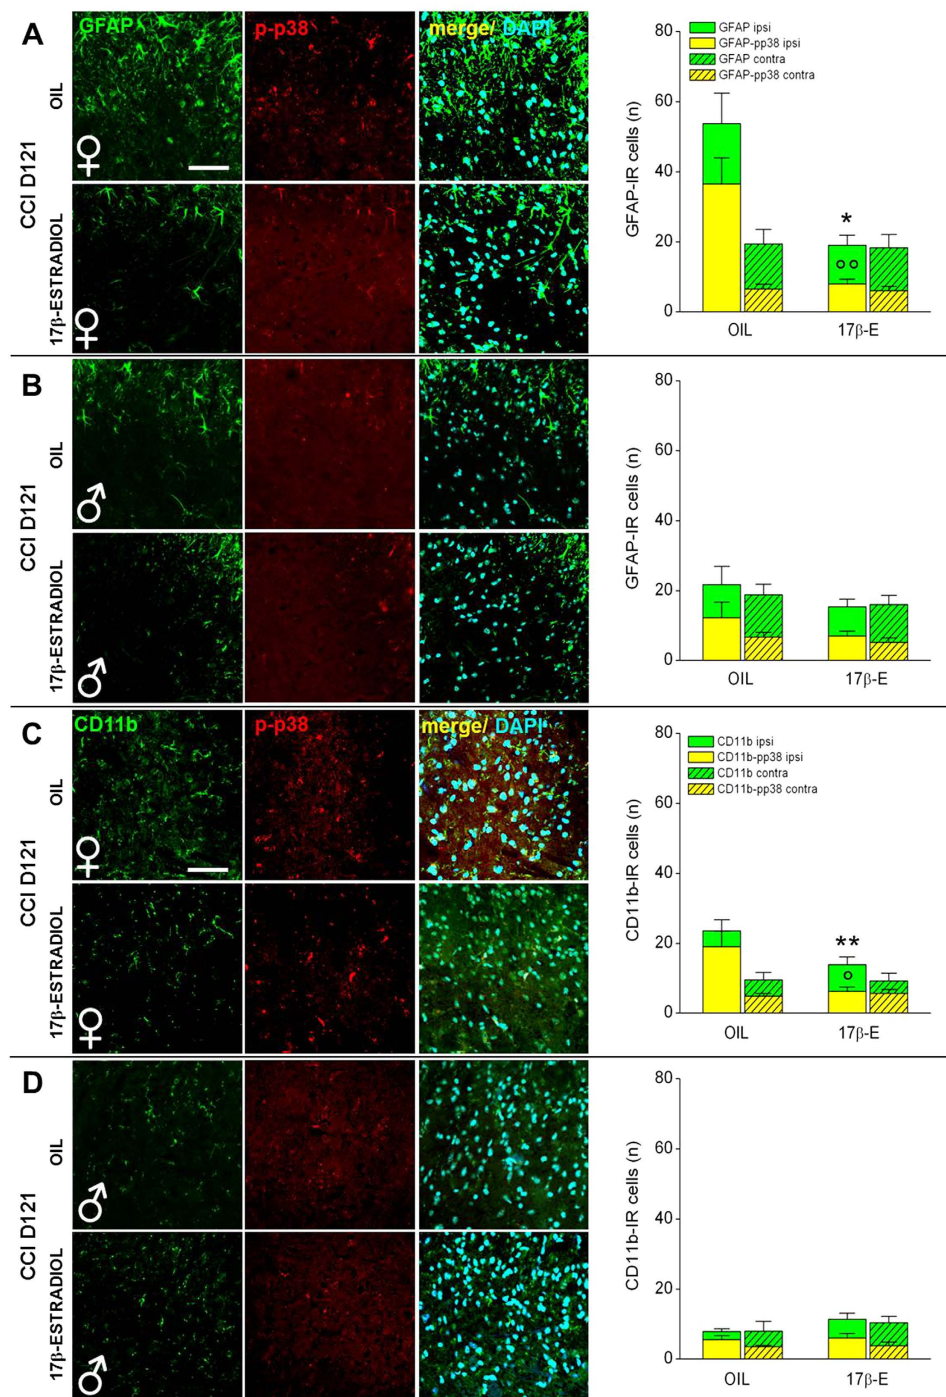 A
GFAP
p-p38
merge/ DAPI
OIL
17β-ESTRADIOL
CCI D121
♀
♀
GFAP ipsi
GFAP-pp38 ipsi
GFAP contra
GFAP-pp38 contra
GFAP-IR cells (n)
80
60
40
20
0
*
°°
OIL
17β-E
B
OIL
17β-ESTRADIOL
CCI D121
♂
♂
GFAP-IR cells (n)
80
60
40
20
0
OIL
17β-E
C
CD11b
p-p38
merge/ DAPI
OIL
17β-ESTRADIOL
CCI D121
♀
♀
CD11b ipsi
CD11b-pp38 ipsi
CD11b contra
CD11b-pp38 contra
CD11b-IR cells (n)
80
60
40
20
0
**
°
OIL
17β-E
D
OIL
17β-ESTRADIOL
CCI D121
♂
♂
CD11b-IR cells (n)
80
60
40
20
0
OIL
17β-E